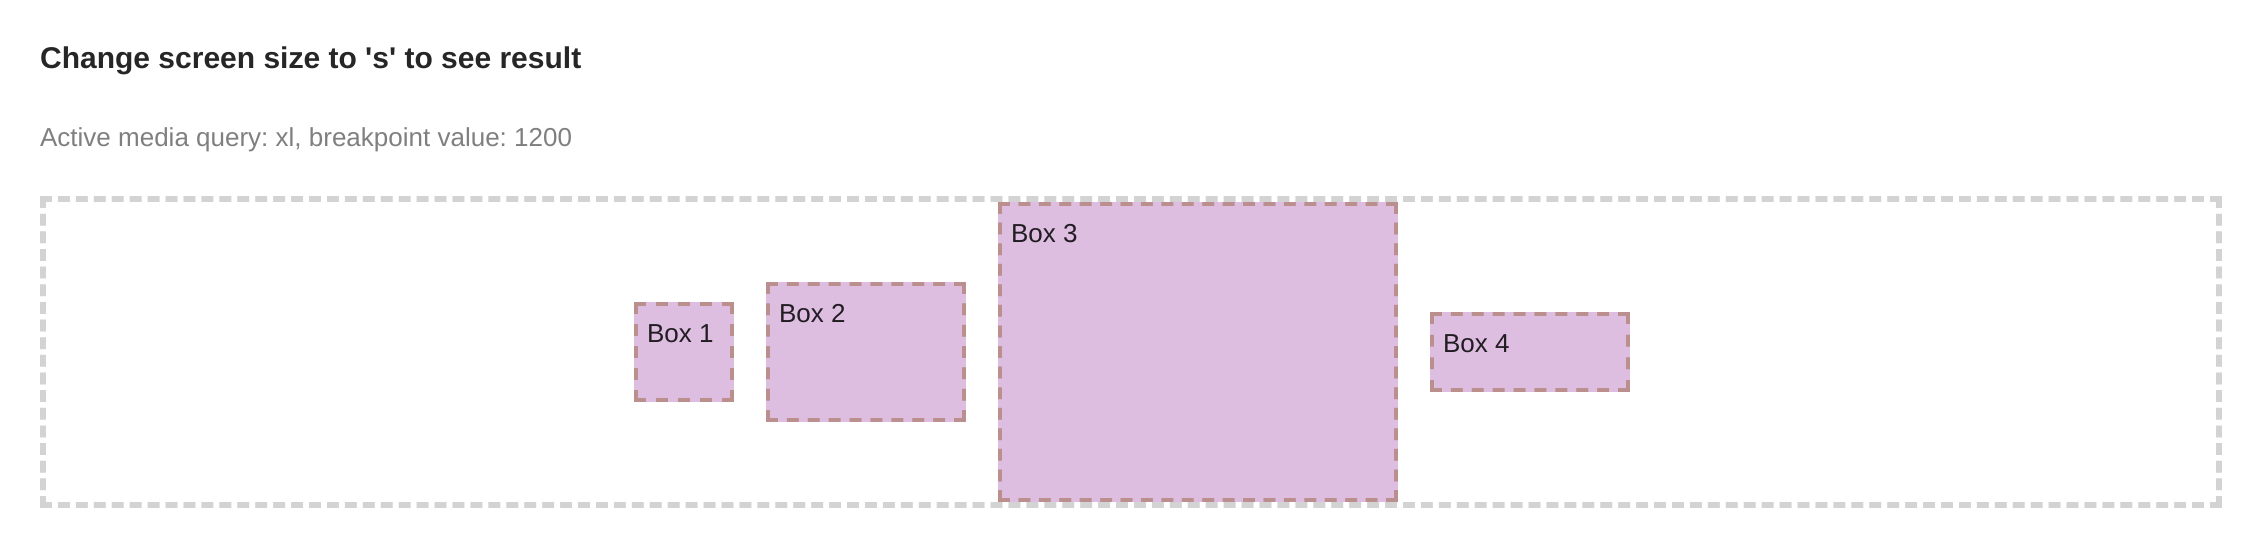 Change screen size to 's' to see result
Active media query: xl, breakpoint value: 1200
Box 1
Box 2
Box 3
Box 4